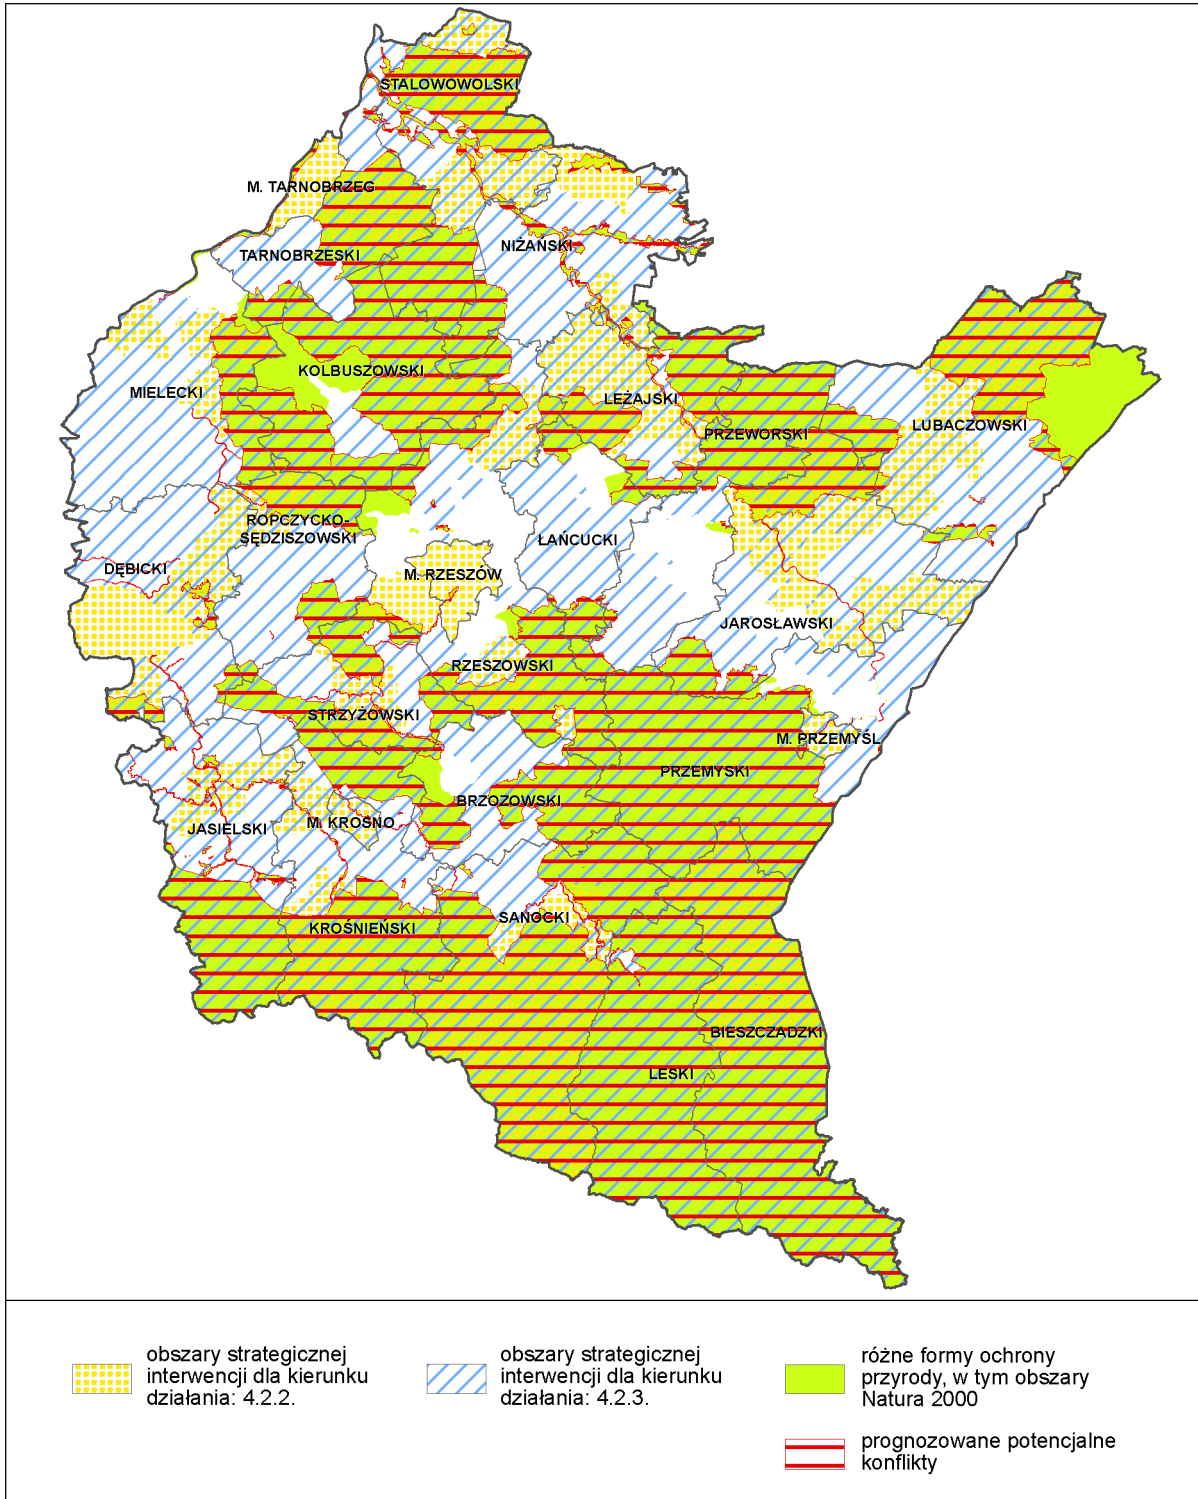 STALOWOWOLSKI
M. TARNOBRZEG
TARNOBRZESKI
NIŻAŃSKI
KOLBUSZOWSKI
MIELECKI
LEŻAJSKI
LUBACZOWSKI
PRZEWORSKI
ROPCZYCKO-
SĘDZISZOWSKI
ŁAŃCUCKI
DĘBICKI
M. RZESZÓW
JAROSŁAWSKI
RZESZOWSKI
STRZYŻOWSKI
M. PRZEMYŚL
PRZEMYSKI
BRZOZOWSKI
M. KROSNO
JASIELSKI
SANOCKI
KROŚNIEŃSKI
BIESZCZADZKI
LESKI
obszary strategicznej
interwencji dla kierunku
działania: 4.2.2.
obszary strategicznej
interwencji dla kierunku
działania: 4.2.3.
różne formy ochrony
przyrody, w tym obszary
Natura 2000
prognozowane potencjalne
konflikty